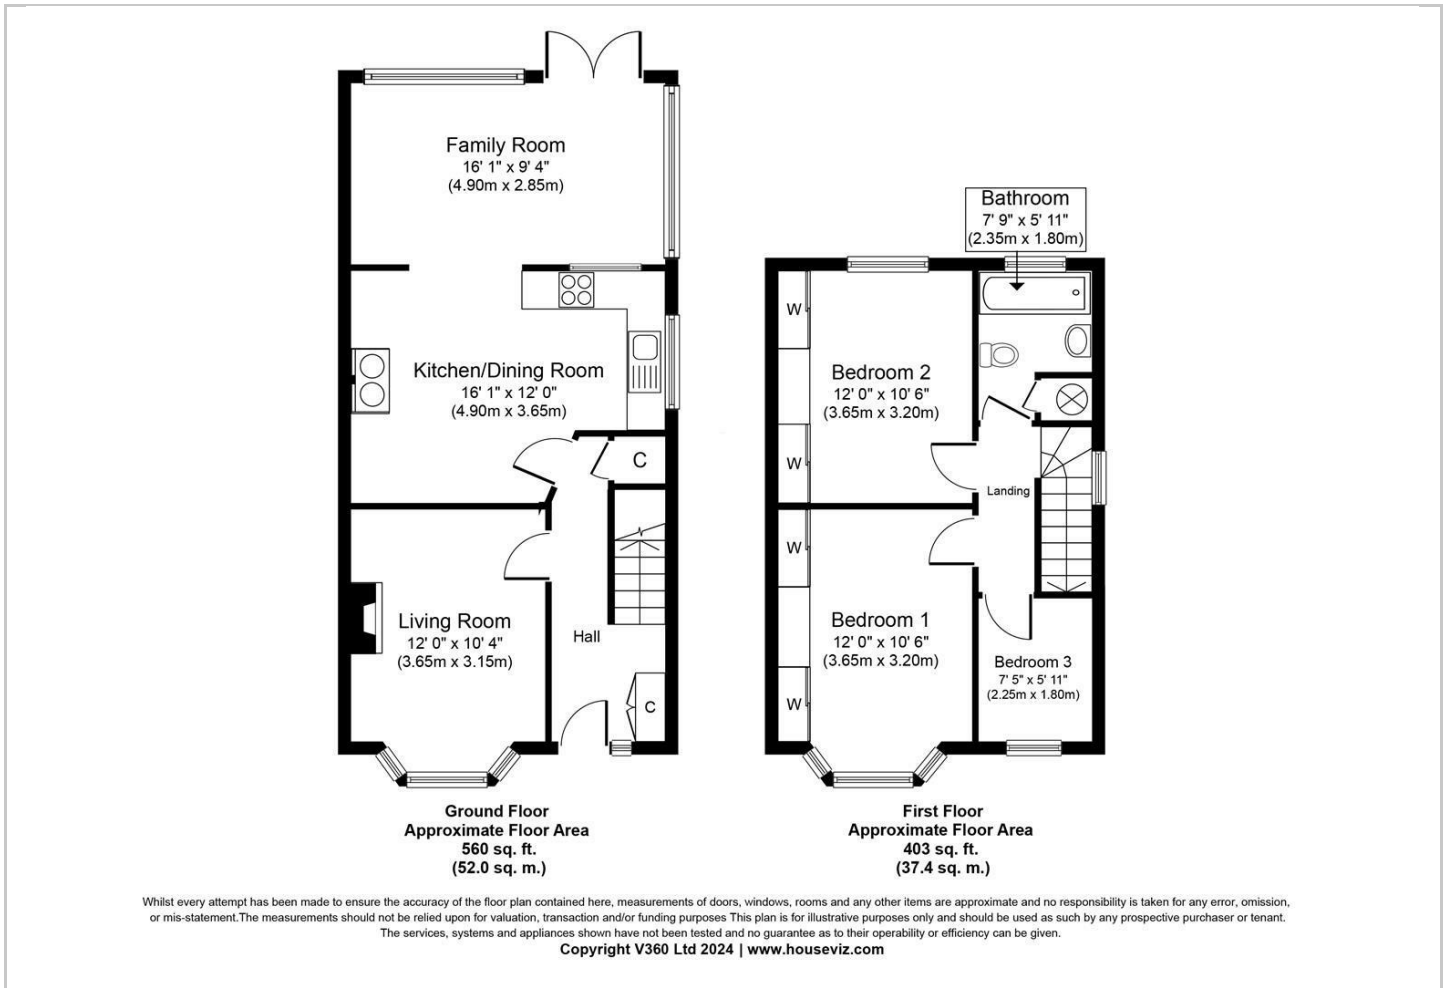 Family Room
16' 1" x 9' 4"
(4.90m x 2.85m)
Kitchen/Dining Room
16' 1" x 12' 0"
(4.90m x 3.65m)
C
Living Room
12' 0" x 10' 4"
(3.65m x 3.15m)
Hall
C
Ground Floor
Approximate Floor Area
560 sq. ft.
(52.0 sq. m.)
Bathroom
7' 9" x 5' 11"
(2.35m x 1.80m)
W
Bedroom 2
12' 0" x 10' 6"
(3.65m x 3.20m)
W
Landing
W
Bedroom 1
12' 0" x 10' 6"
(3.65m x 3.20m)
W
Bedroom 3
7' 5" x 5' 11"
(2.25m x 1.80m)
First Floor
Approximate Floor Area
403 sq. ft.
(37.4 sq. m.)
Whilst every attempt has been made to ensure the accuracy of the floor plan contained here, measurements of doors, windows, rooms and any other items are approximate and no responsibility is taken for any error, omission,
or mis-statement.The measurements should not be relied upon for valuation, transaction and/or funding purposes This plan is for illustrative purposes only and should be used as such by any prospective purchaser or tenant.
The services, systems and appliances shown have not been tested and no guarantee as to their operability or efficiency can be given.
Copyright V360 Ltd 2024 | www.houseviz.com